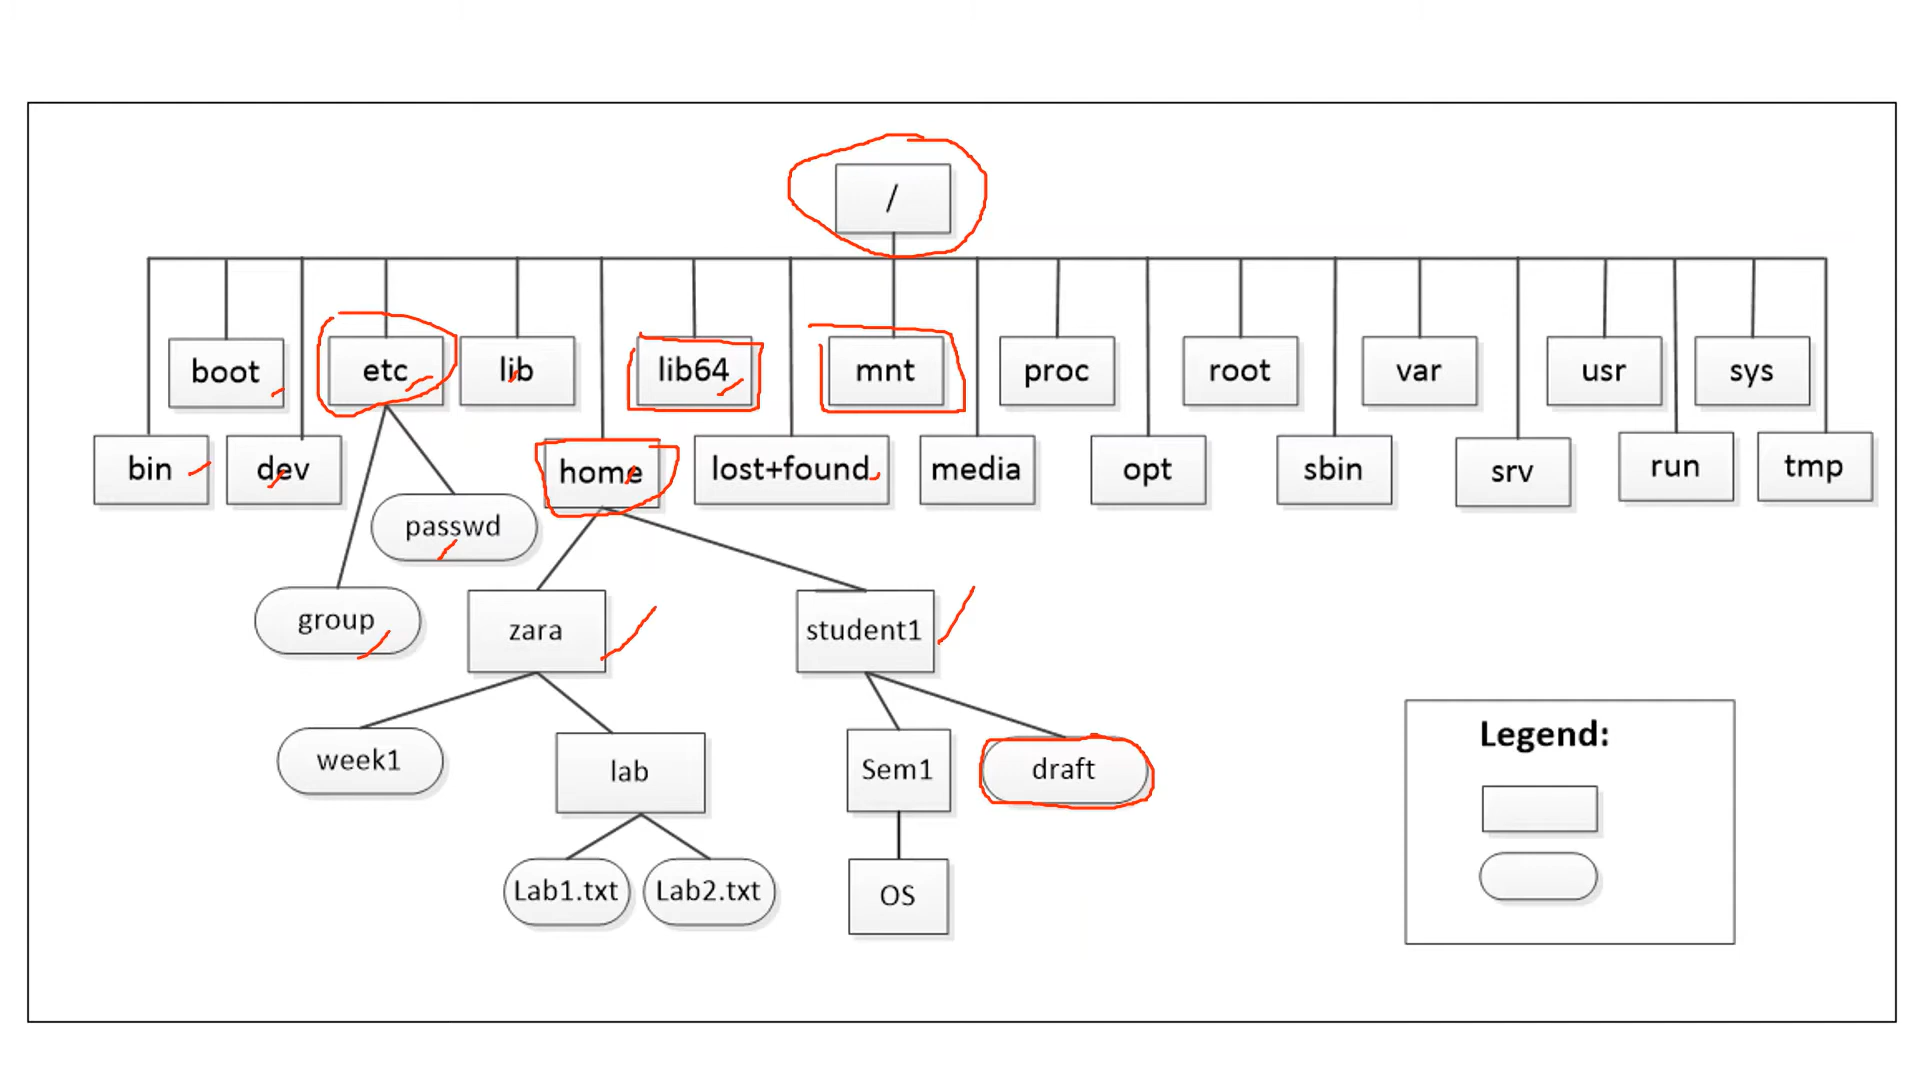 /
boot etc lib lib64 mnt proc root var usr sys
bin dev home lost+found media opt sbin srv run tmp
passwd
group zara student1
week1 lab Sem1 draft
Lab1.txt Lab2.txt OS
Legend: